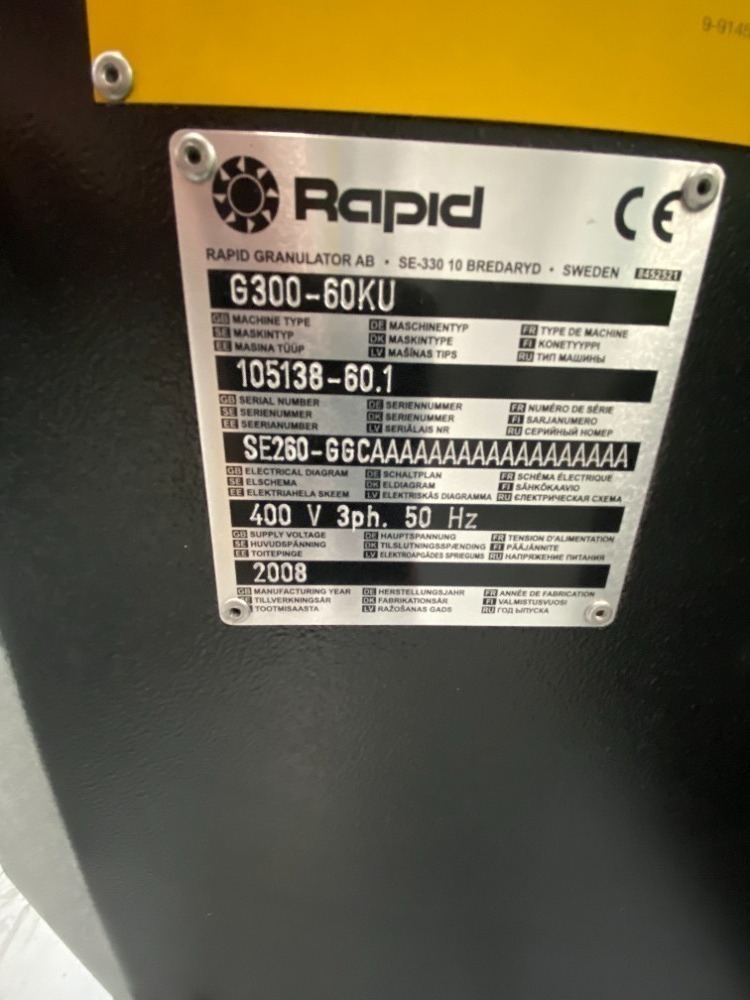 9-9145
Rapid CE
RAPID GRANULATOR AB • SE-330 10 BREDARYD • SWEDEN 8452521
G300-60KU
GB MACHINE TYPE DE MASCHINENTYP FR TYPE DE MACHINE
SE MASKINTYP DK MASKINTYPE FI KONETYYPPI
EE MASINA TÜÜP LV MAŠĪNAS TIPS RU ТИП МАШИНЫ
105138-60.1
GB SERIAL NUMBER DE SERIENNUMMER FR NUMÉRO DE SÉRIE
SE SERIENUMMER DK SERIENUMMER FI SARJANUMERO
EE SEERIANUMBER LV SERIĀLAIS NR RU СЕРИЙНЫЙ НОМЕР
SE260-GGCAAAAAAAAAAAAAAAAAAA
GB ELECTRICAL DIAGRAM DE SCHALTPLAN FR SCHÉMA ÉLECTRIQUE
SE ELSCHEMA DK ELDIAGRAM FI SÄHKÖKAAVIO
EE ELEKTRIAHELA SKEEM LV ELEKTRISKĀS DIAGRAMMA RU ЄЛЕКТРИЧЕСКАЯ СХЕМА
400 V 3ph. 50 Hz
GB SUPPLY VOLTAGE DE HAUPTSPANNUNG FR TENSION D'ALIMENTATION
SE HUVUDSPÄNNING DK TILSLUTNINGSSPÆNDING FI PÄÄJÄNNITE
EE TOITEPINGE LV ELEKTROAPGĀDES SPRIEGUMS RU НАПРЯЖЕНИЕ ПИТАНИЯ
2008
GB MANUFACTURING YEAR DE HERSTELLUNGSJAHR FR ANNÉE DE FABRICATION
SE TILLVERKNINGSÅR DK FABRIKATIONSÅR FI VALMISTUSVUOSI
TOOTMISAASTA LV RAŽOŠANAS GADS RU ГОД ЫПУСКА